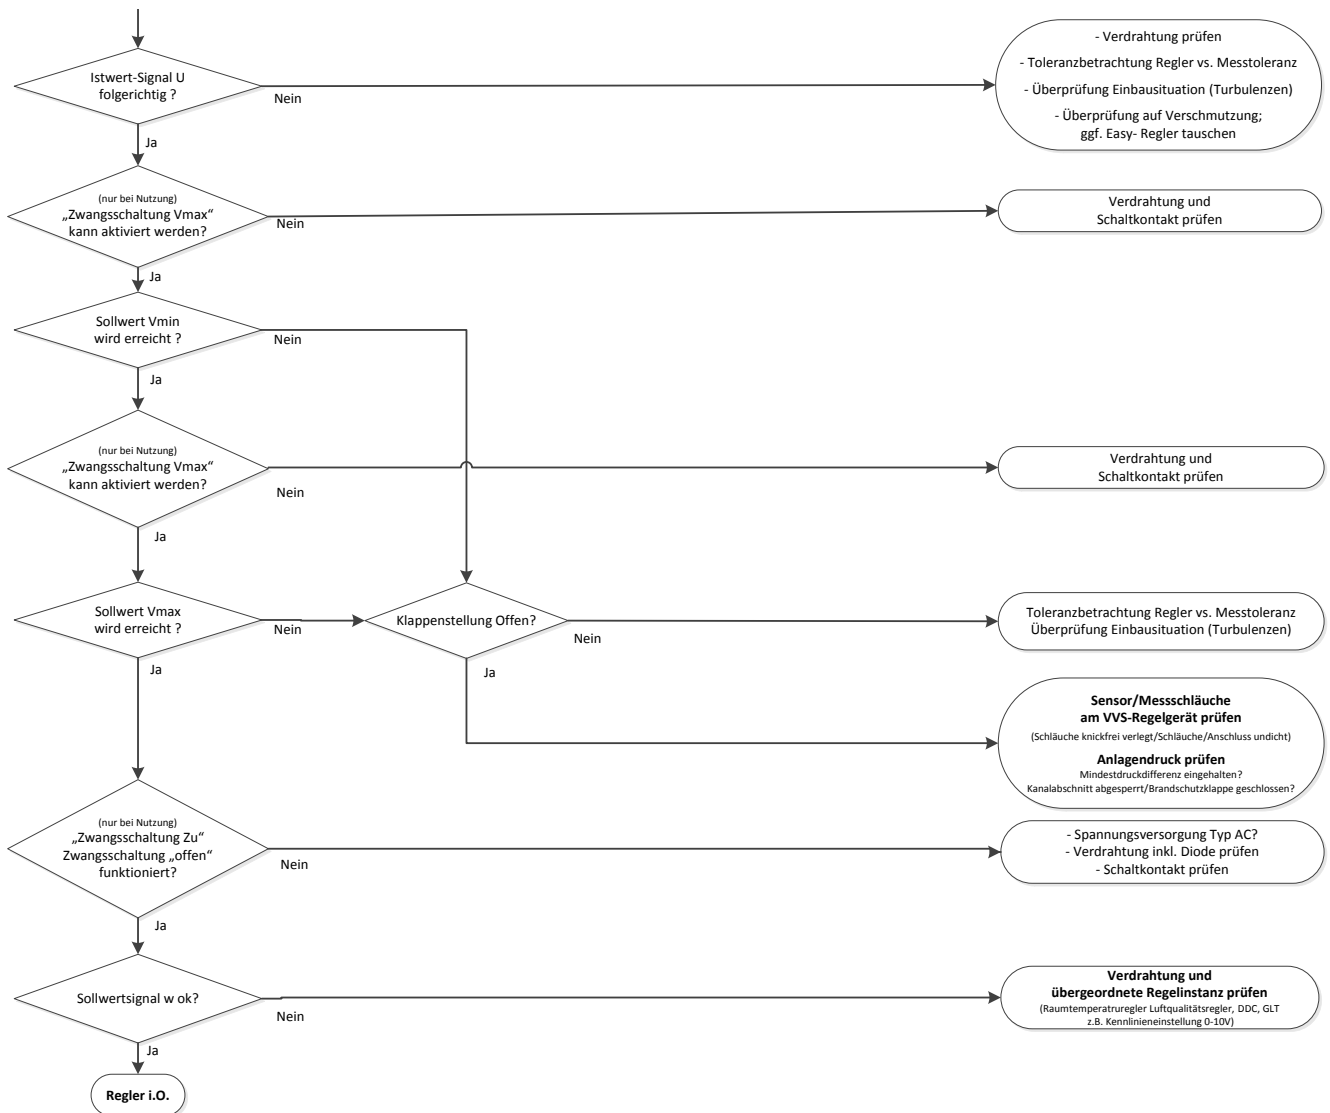 Istwert-Signal U
folgerichtig ?
Nein
- Verdrahtung prüfen
- Toleranzbetrachtung Regler vs. Messtoleranz
- Überprüfung Einbausituation (Turbulenzen)
- Überprüfung auf Verschmutzung;
ggf. Easy- Regler tauschen
Ja
(nur bei Nutzung)
„Zwangsschaltung Vmax“
kann aktiviert werden?
Nein
Verdrahtung und
Schaltkontakt prüfen
Ja
Sollwert Vmin
wird erreicht ?
Nein
Ja
(nur bei Nutzung)
„Zwangsschaltung Vmax“
kann aktiviert werden?
Nein
Verdrahtung und
Schaltkontakt prüfen
Ja
Sollwert Vmax
wird erreicht ?
Nein
Klappenstellung Offen?
Nein
Toleranzbetrachtung Regler vs. Messtoleranz
Überprüfung Einbausituation (Turbulenzen)
Ja
Ja
Sensor/Messschläuche
am VVS-Regelgerät prüfen
(Schläuche knickfrei verlegt/Schläuche/Anschluss undicht)
Anlagendruck prüfen
Mindestdruckdifferenz eingehalten?
Kanalabschnitt abgesperrt/Brandschutzklappe geschlossen?
(nur bei Nutzung)
„Zwangsschaltung Zu“
Zwangsschaltung „offen“
funktioniert?
Nein
- Spannungsversorgung Typ AC?
- Verdrahtung inkl. Diode prüfen
- Schaltkontakt prüfen
Ja
Sollwertsignal w ok?
Nein
Verdrahtung und
übergeordnete Regelinstanz prüfen
(Raumtemperatruregler Luftqualitätsregler, DDC, GLT
z.B. Kennlinieneinstellung 0-10V)
Ja
Regler i.O.